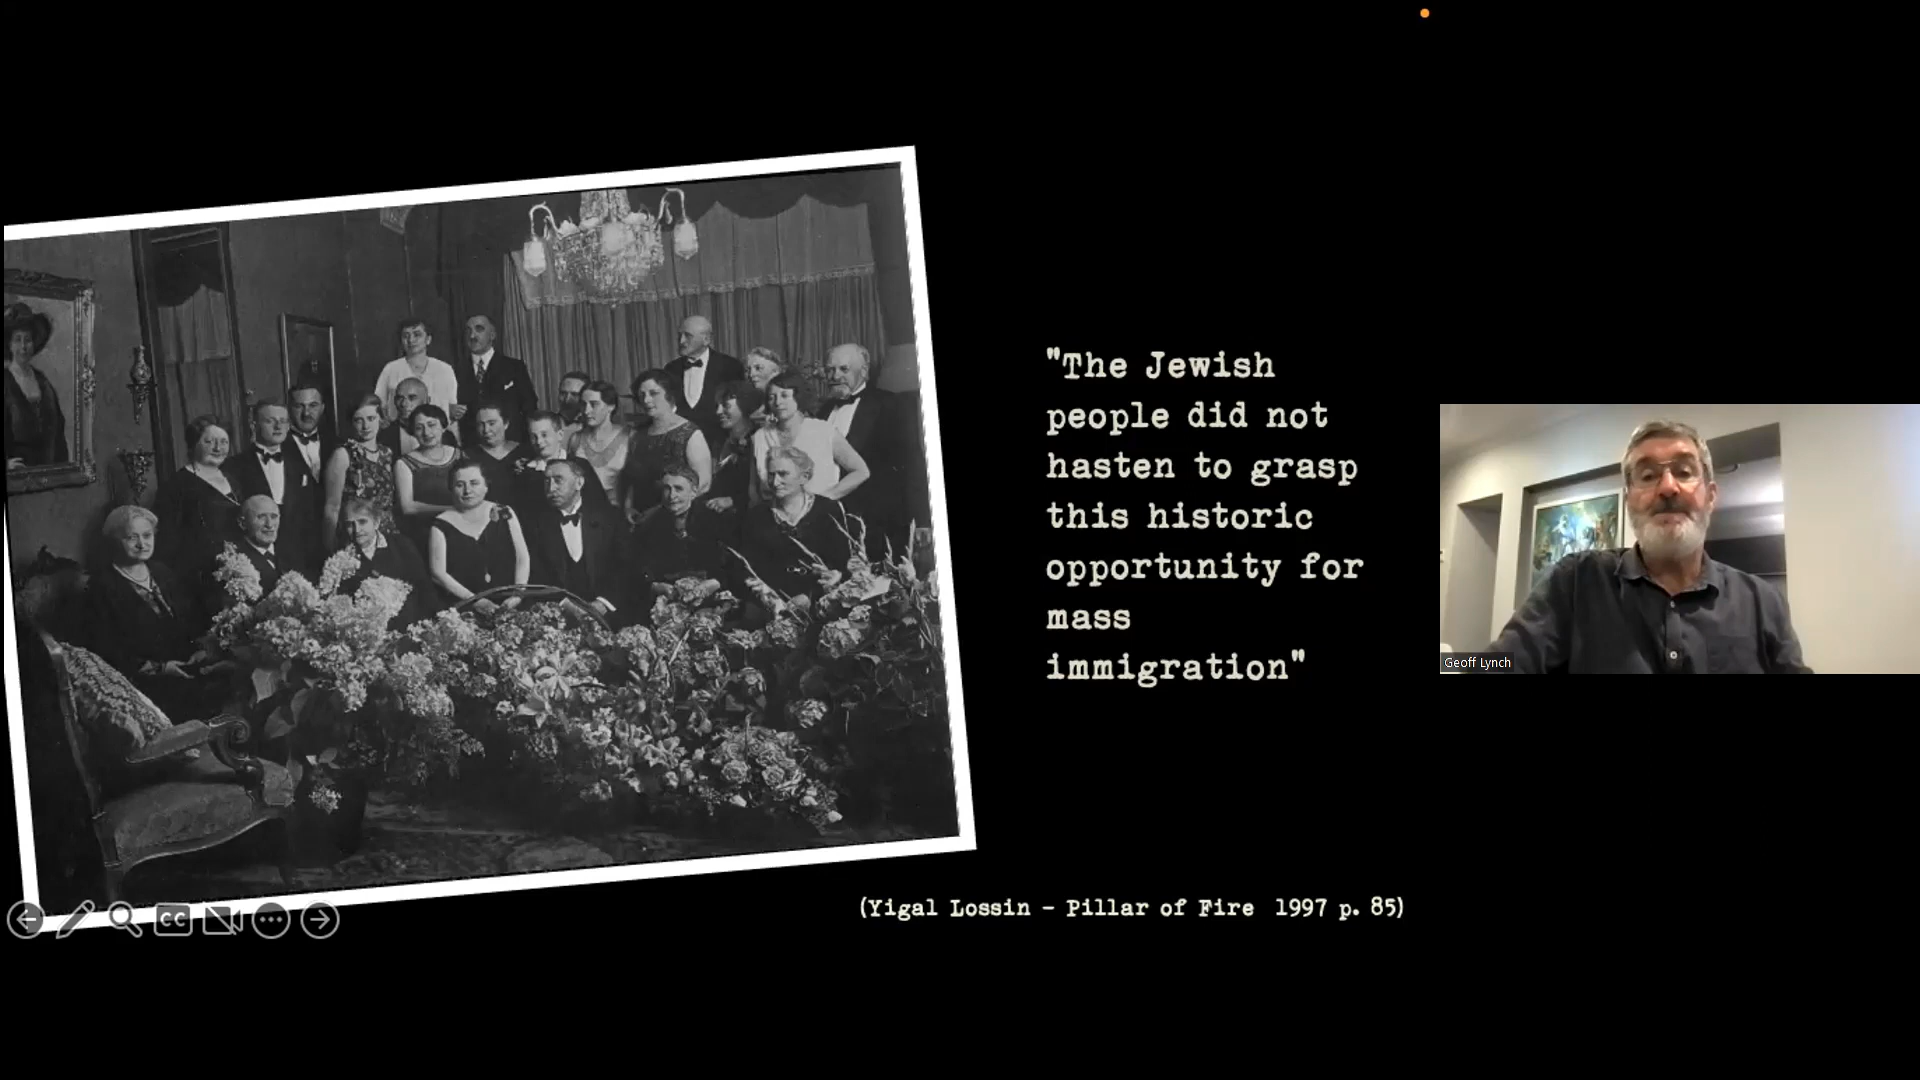 "The Jewish
people did not
hasten to grasp
this historic
opportunity for
mass
immigration"
Geoff Lynch
(Yigal Lossin - Pillar of Fire 1997 p. 85)
CC